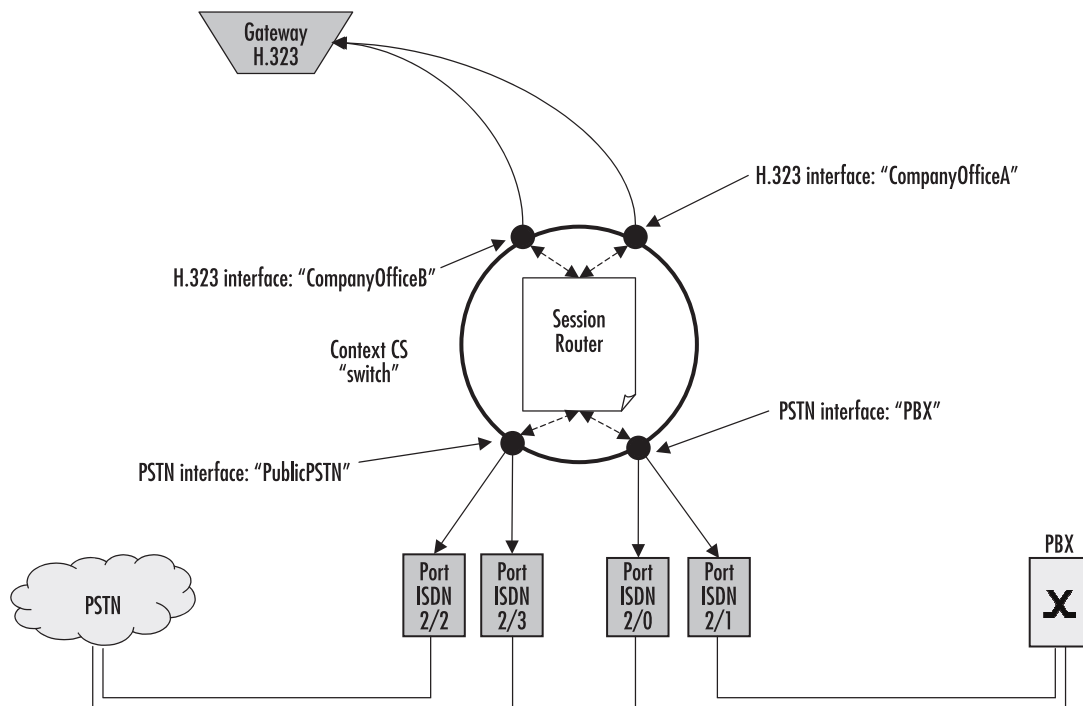 Gateway
H.323
H.323 interface: “CompanyOfficeA”
H.323 interface: “CompanyOfficeB”
Session
Router
Context CS
“switch”
PSTN interface: “PBX”
PSTN interface: “PublicPSTN”
PSTN
Port
ISDN
2/2
Port
ISDN
2/3
Port
ISDN
2/0
Port
ISDN
2/1
PBX
X